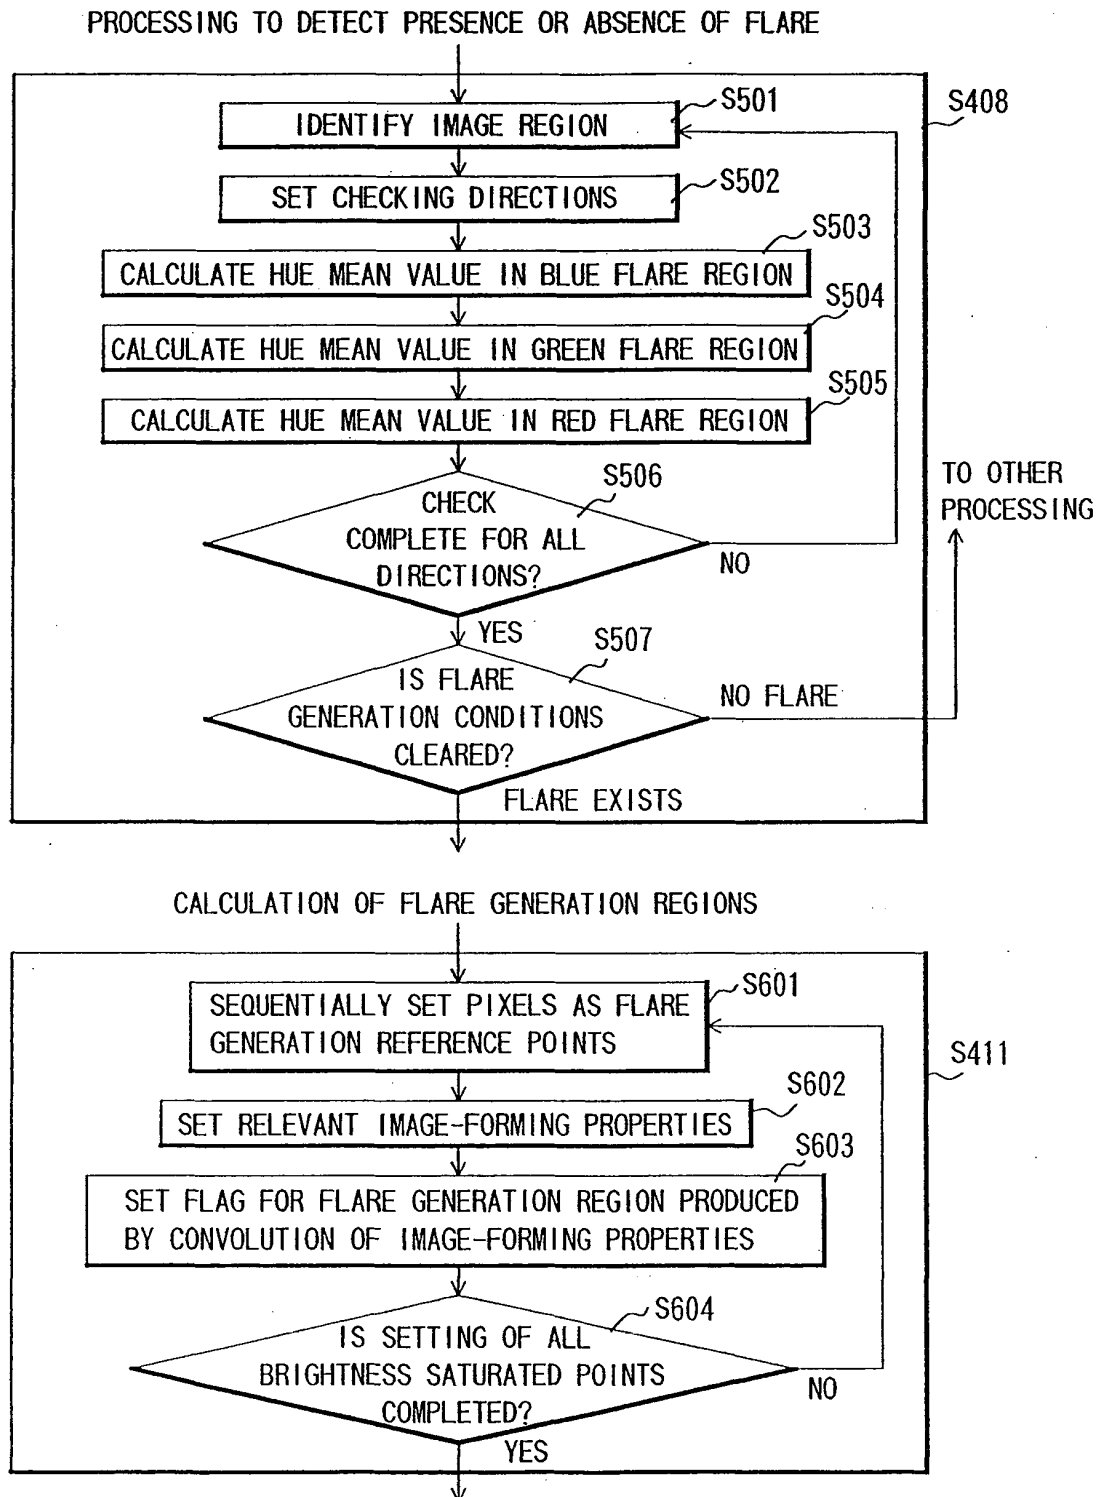 PROCESSING TO DETECT PRESENCE OR ABSENCE OF FLARE
S408
S501
IDENTIFY IMAGE REGION
S502
SET CHECKING DIRECTIONS
S503
CALCULATE HUE MEAN VALUE IN BLUE FLARE REGION
S504
CALCULATE HUE MEAN VALUE IN GREEN FLARE REGION
S505
CALCULATE HUE MEAN VALUE IN RED FLARE REGION
S506
CHECK
COMPLETE FOR ALL
DIRECTIONS?
NO
TO OTHER
PROCESSING
YES
S507
IS FLARE
GENERATION CONDITIONS
CLEARED?
NO FLARE
FLARE EXISTS
CALCULATION OF FLARE GENERATION REGIONS
S411
S601
SEQUENTIALLY SET PIXELS AS FLARE
GENERATION REFERENCE POINTS
S602
SET RELEVANT IMAGE-FORMING PROPERTIES
S603
SET FLAG FOR FLARE GENERATION REGION PRODUCED
BY CONVOLUTION OF IMAGE-FORMING PROPERTIES
S604
IS SETTING OF ALL
BRIGHTNESS SATURATED POINTS
COMPLETED?
NO
YES